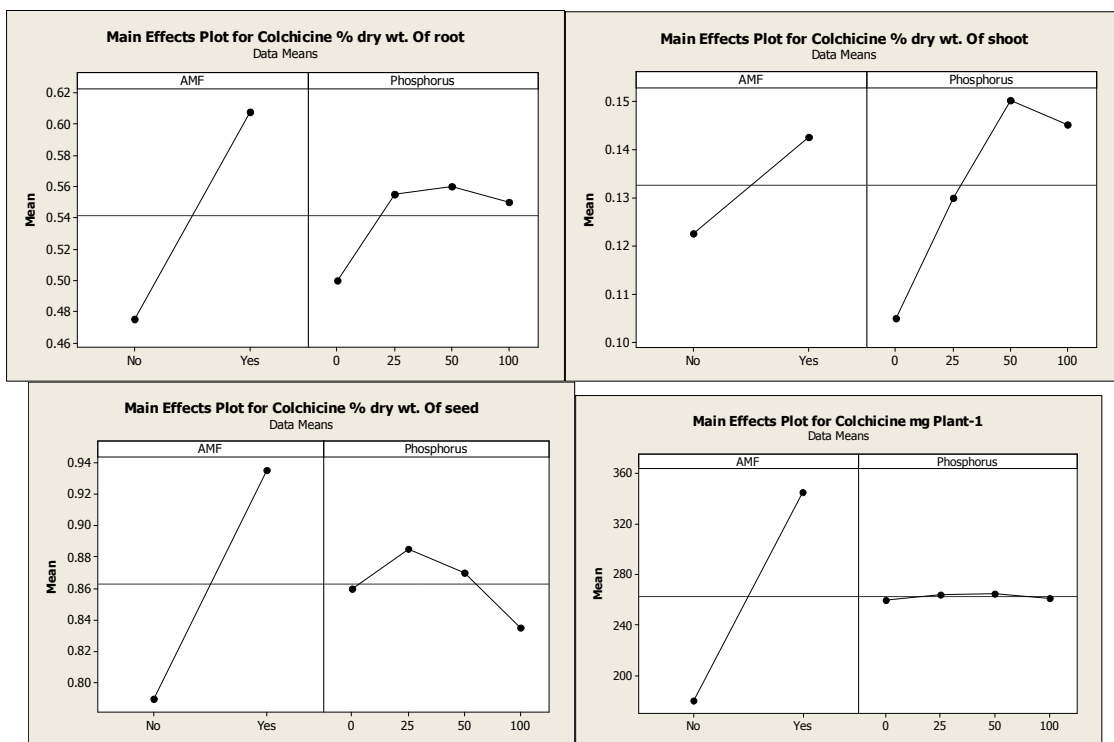 Main Effects Plot for Colchicine % dry wt. Of root
Data Means
AMF Phosphorus
0.62
0.60
0.58
0.56
0.54
0.52
0.50
0.48
0.46
Mean
No Yes 0 25 50 100
Main Effects Plot for Colchicine % dry wt. Of shoot
Data Means
AMF Phosphorus
0.15
0.14
0.13
0.12
0.11
0.10
Mean
No Yes 0 25 50 100
Main Effects Plot for Colchicine % dry wt. Of seed
Data Means
AMF Phosphorus
0.94
0.92
0.90
0.88
0.86
0.84
0.82
0.80
Mean
No Yes 0 25 50 100
Main Effects Plot for Colchicine mg Plant-1
Data Means
AMF Phosphorus
360
320
280
240
200
Mean
No Yes 0 25 50 100